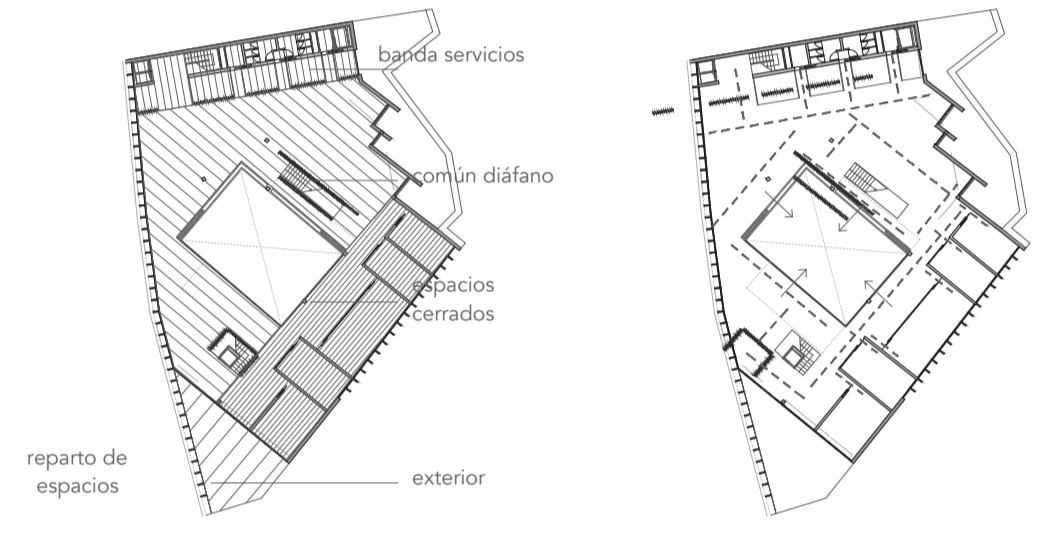 banda servicios
común diáfano
espacios
cerrados
reparto de
espacios
exterior